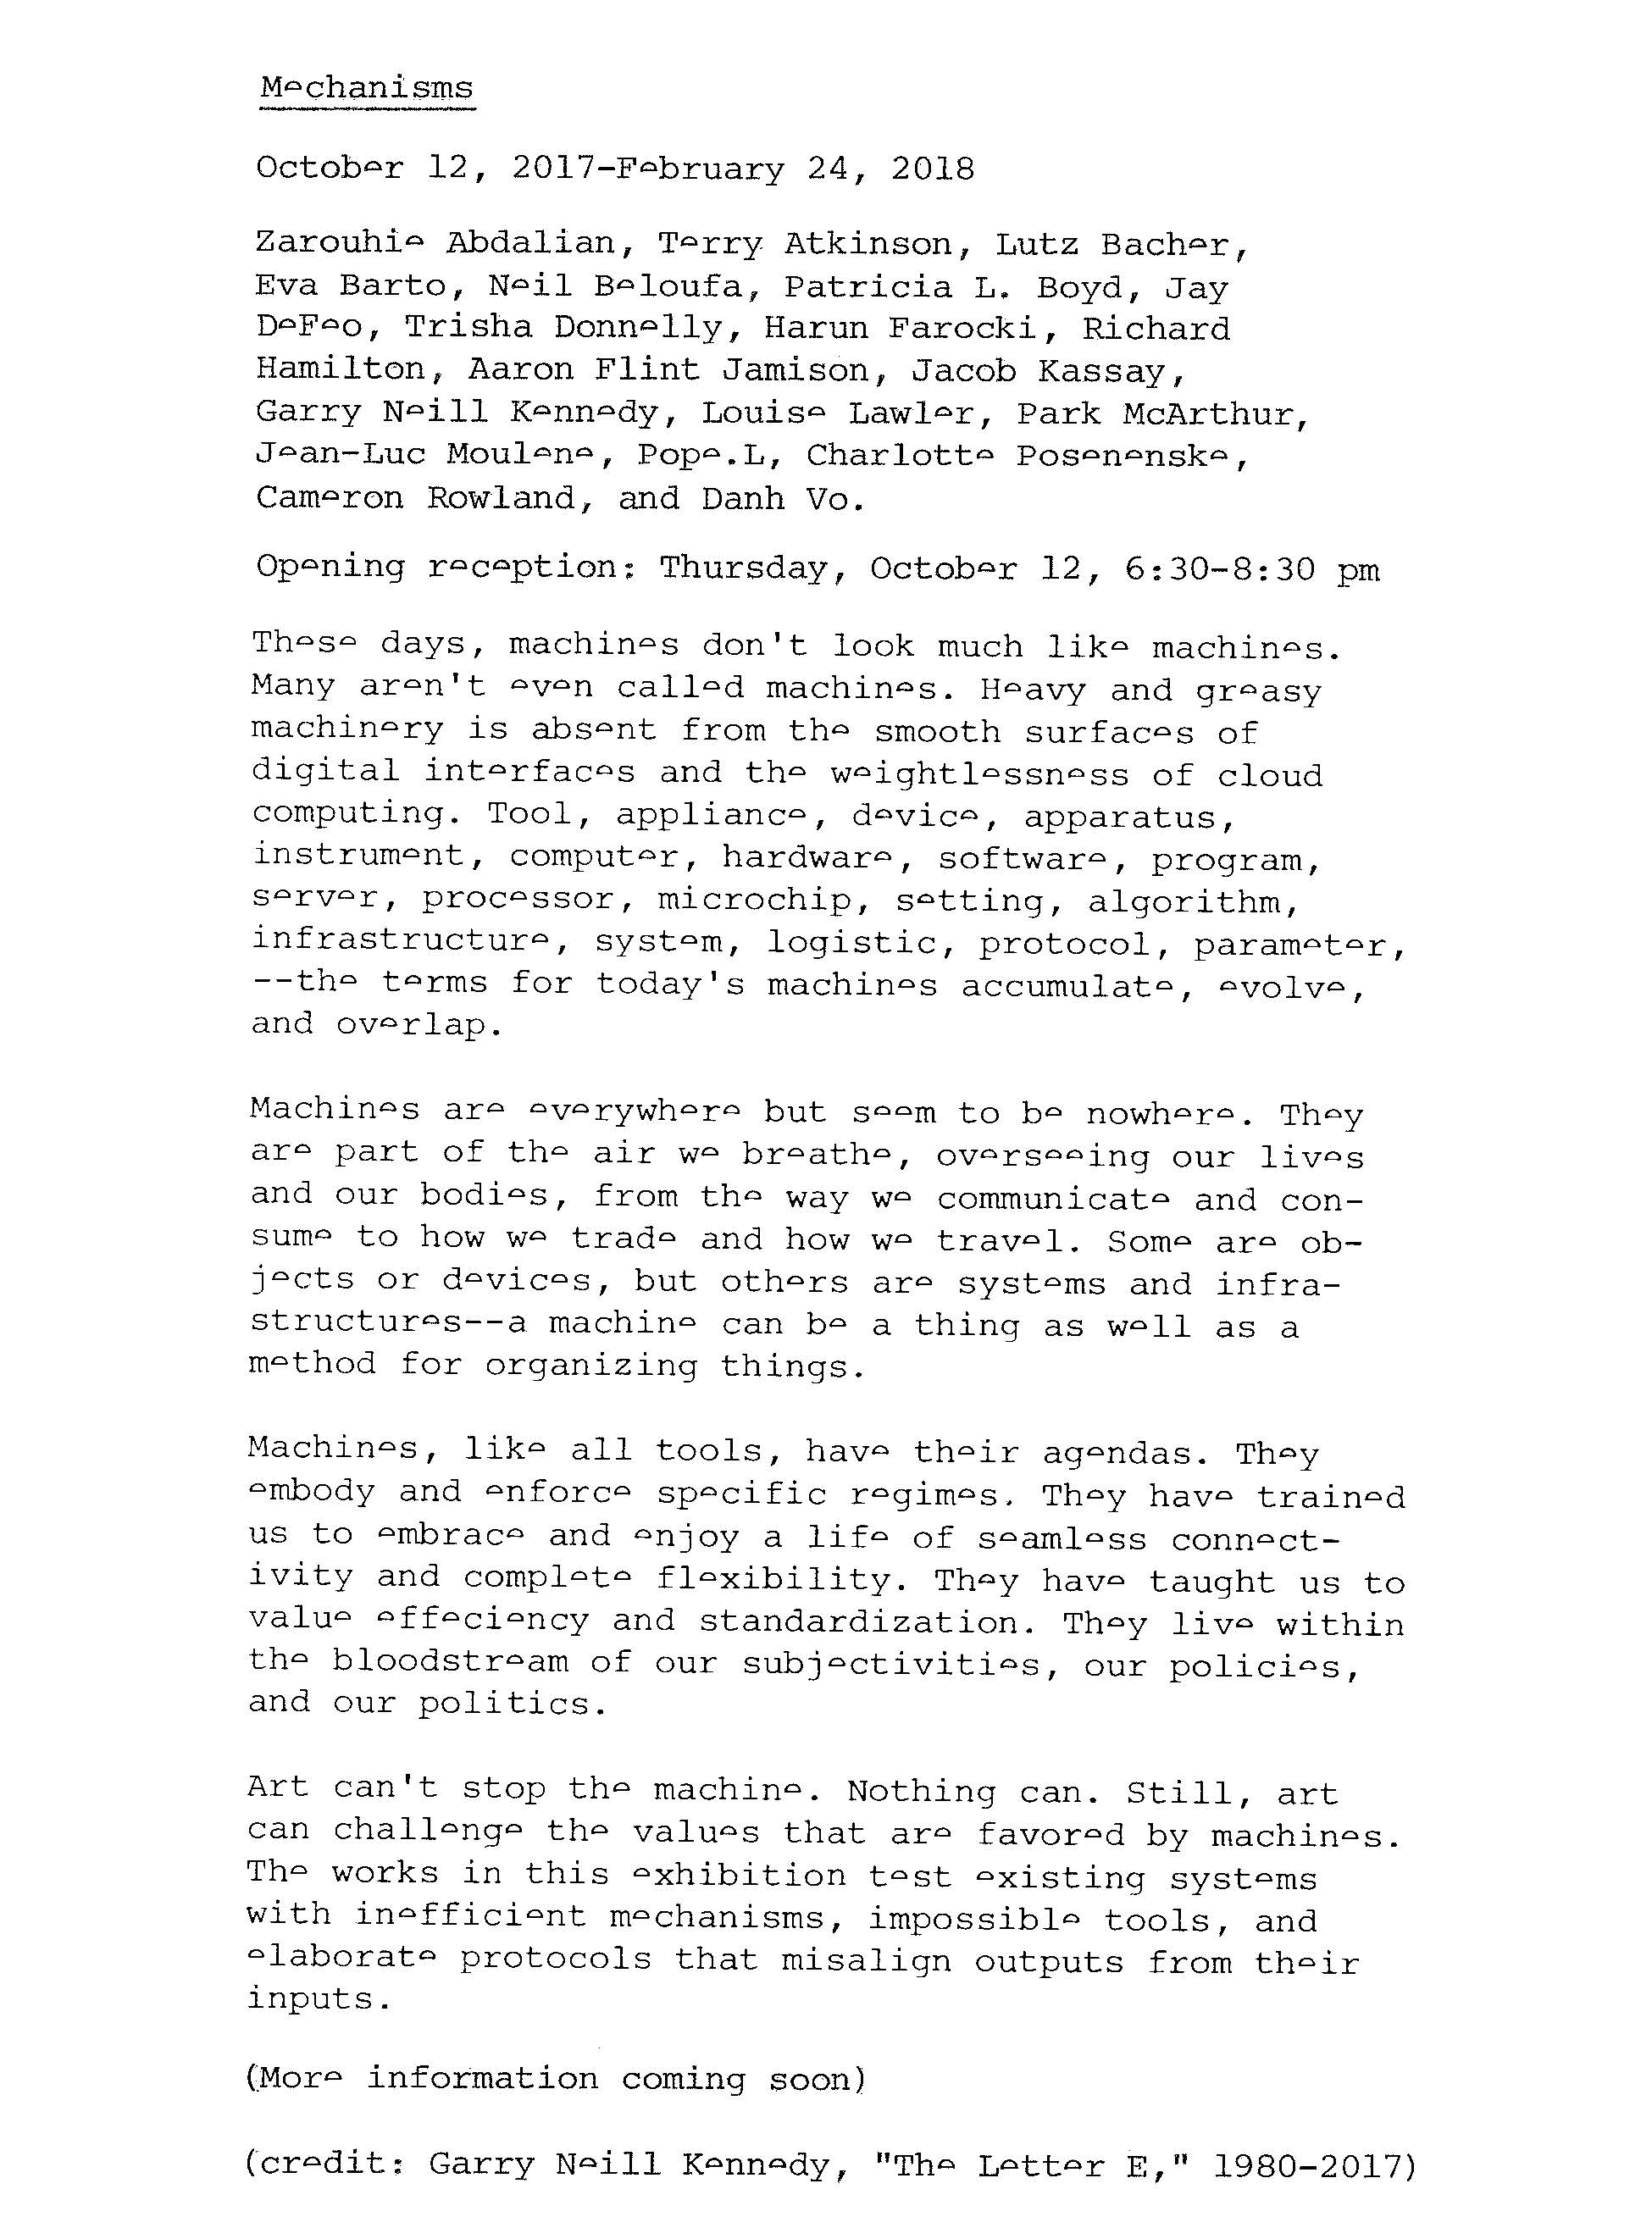 Mechanisms
October 12, 2017-February 24, 2018
Zarouhie Abdalian, Terry Atkinson, Lutz Bacher,
Eva Barto, Neil Beloufa, Patricia L. Boyd, Jay
DeFeo, Trisha Donnelly, Harun Farocki, Richard
Hamilton, Aaron Flint Jamison, Jacob Kassay,
Garry Neill Kennedy, Louise Lawler, Park McArthur,
Jean-Luc Moulene, Pope.L, Charlotte Posenenske,
Cameron Rowland, and Danh Vo.
Opening reception: Thursday, October 12, 6:30-8:30 pm
These days, machines don't look much like machines.
Many aren't even called machines. Heavy and greasy
machinery is absent from the smooth surfaces of
digital interfaces and the weightlessness of cloud
computing. Tool, appliance, device, apparatus,
instrument, computer, hardware, software, program,
server, processor, microchip, setting, algorithm,
infrastructure, system, logistic, protocol, parameter,
--the terms for today's machines accumulate, evolve,
and overlap.
Machines are everywhere but seem to be nowhere. They
are part of the air we breathe, overseeing our lives
and our bodies, from the way we communicate and con-
sume to how we trade and how we travel. Some are ob-
jects or devices, but others are systems and infra-
structures--a machine can be a thing as well as a
method for organizing things.
Machines, like all tools, have their agendas. They
embody and enforce specific regimes. They have trained
us to embrace and enjoy a life of seamless connect-
ivity and complete flexibility. They have taught us to
value effeciency and standardization. They live within
the bloodstream of our subjectivities, our policies,
and our politics.
Art can't stop the machine. Nothing can. Still, art
can challenge the values that are favored by machines.
The works in this exhibition test existing systems
with inefficient mechanisms, impossible tools, and
elaborate protocols that misalign outputs from their
inputs.
(More information coming soon)
(credit: Garry Neill Kennedy, "The Letter E," 1980-2017)